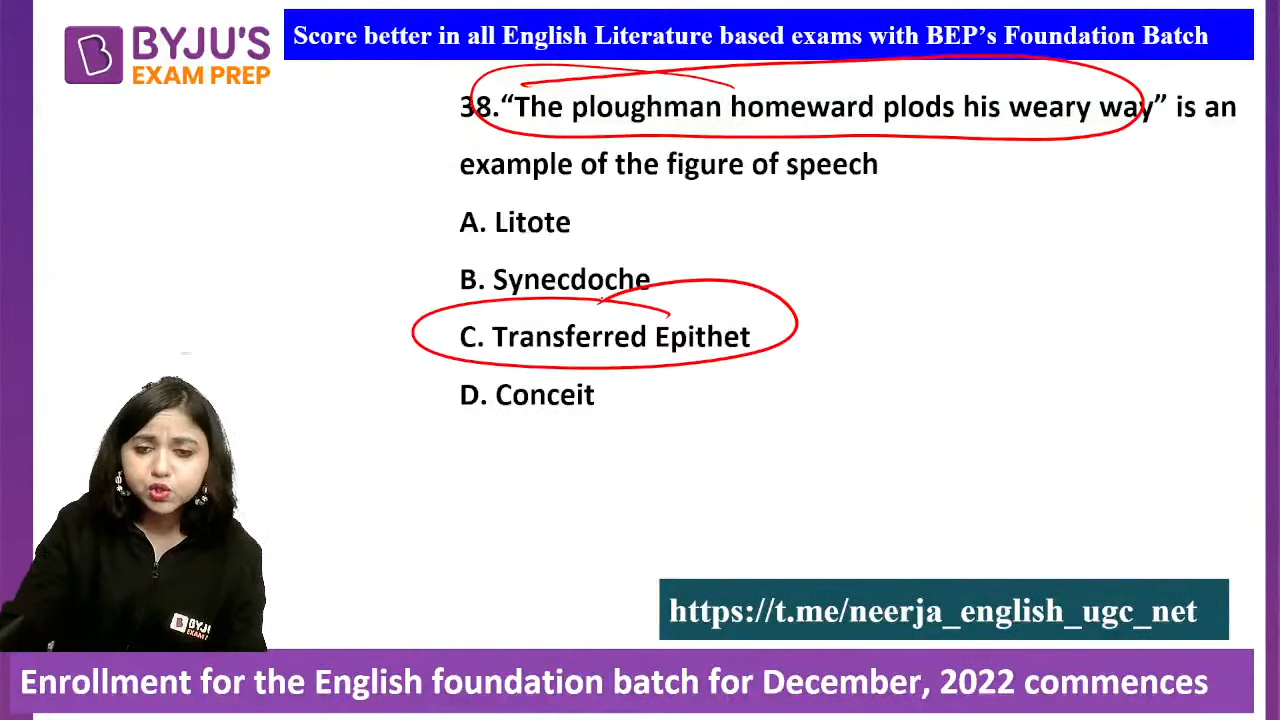 BYJU'S
EXAM PREP
Score better in all English Literature based exams with BEP's Foundation Batch
38.“The ploughman homeward plods his weary way” is an
example of the figure of speech
A. Litote
B. Synecdoche
C. Transferred Epithet
D. Conceit
BYJU
EXAM P
https://t.me/neerja_english_ugc_net
Enrollment for the English foundation batch for December, 2022 commences